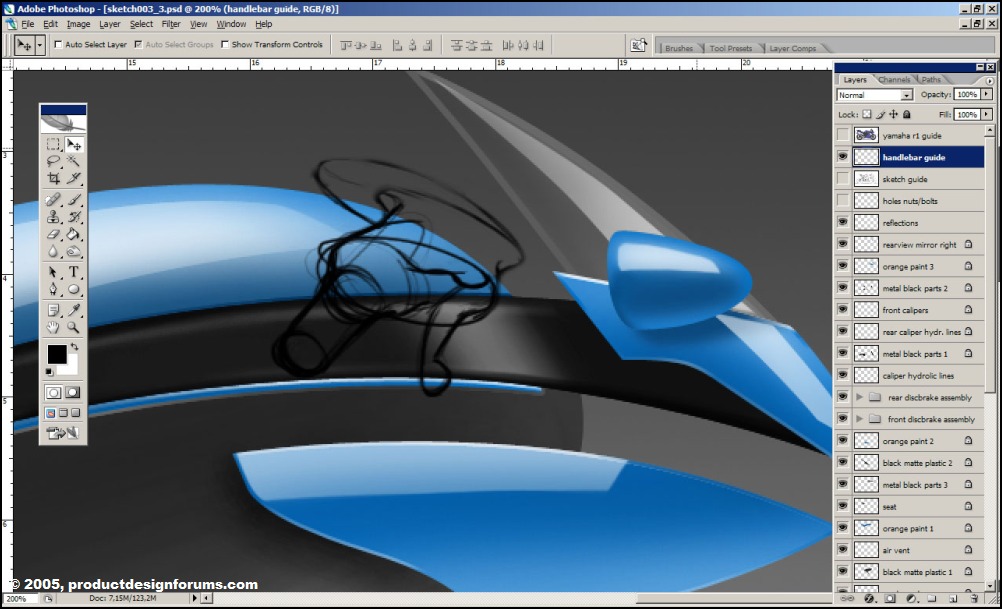 Adobe Photoshop - [sketch003_3.psd @ 200% (handlebar guide, RGB/8)]
File Edit Image Layer Select Filter View Window Help
Auto Select Layer Auto Select Groups Show Transform Controls
Brushes Tool Presets Layer Comps
15 16 17 18 19 20
3
4
5
6
Layers Channels Paths
Normal Opacity: 100%
Lock: Fill: 100%
yamaha r1 guide
handlebar guide
sketch guide
holes nuts/bolts
reflections
rearview mirror right
orange paint 3
metal black parts 2
front calipers
rear caliper hydr. lines
metal black parts 1
caliper hydrolic lines
rear discbrake assembly
front discbrake assembly
orange paint 2
black matte plastic 2
metal black parts 3
seat
orange paint 1
air vent
black matte plastic 1
T
© 2005, productdesignforums.com
200% Doc: 7,15M/123,2M